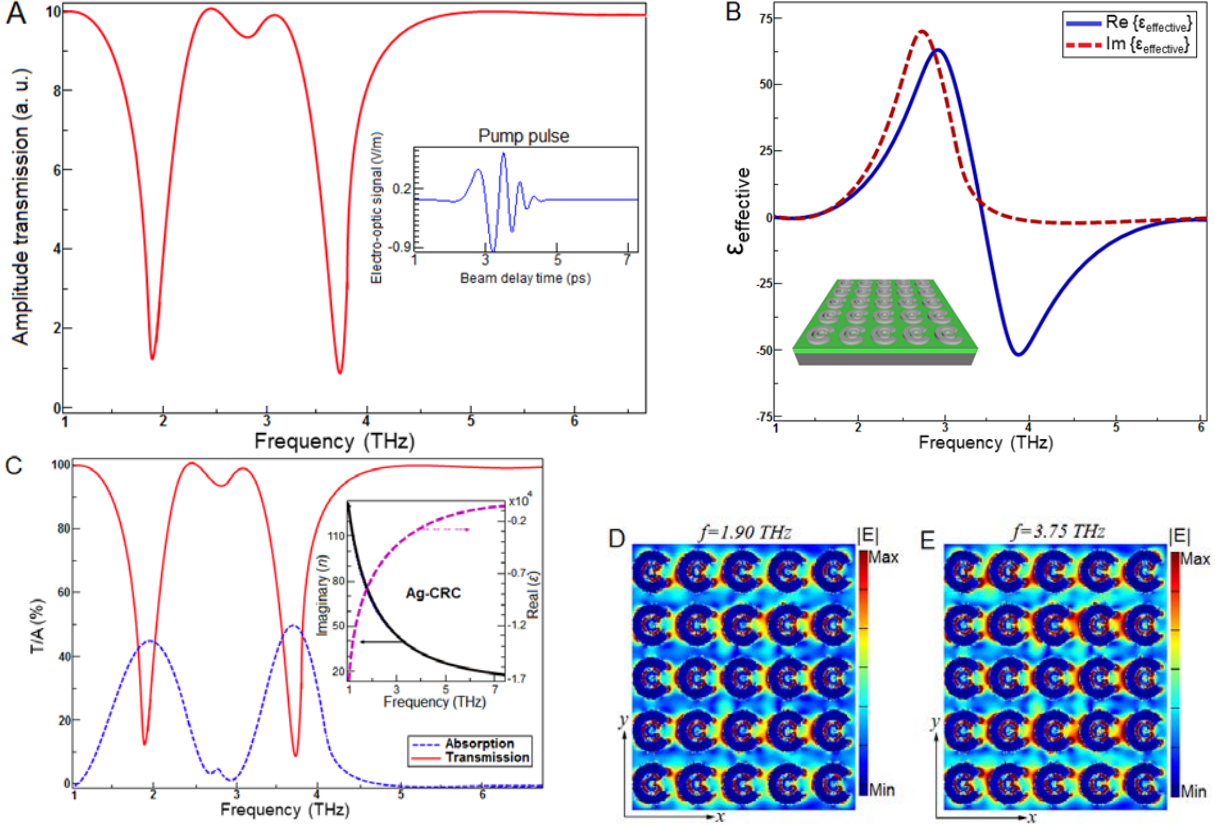 A
Amplitude transmission (a. u.)
10
8
6
4
2
0
1
2
3
4
5
6
Frequency (THz)
Pump pulse
Electro-optic signal (V/m)
0.2
-0.9
1
3
5
7
Beam delay time (ps)
B
εeffective
75
50
25
0
-25
-50
-75
1
2
3
4
5
6
Frequency (THz)
Re {εeffective}
Im {εeffective}
C
T/A (%)
100
80
60
40
20
0
1
2
3
4
5
6
Frequency (THz)
Imaginary (n)
110
80
50
20
x10⁴
-0.2
-0.7
-1.2
-1.7
Real (ε)
Ag-CRC
1
3
5
7
Frequency (THz)
Absorption
Transmission
D
f=1.90 THz
|E|
Max
Min
y
x
E
f=3.75 THz
|E|
Max
Min
y
x